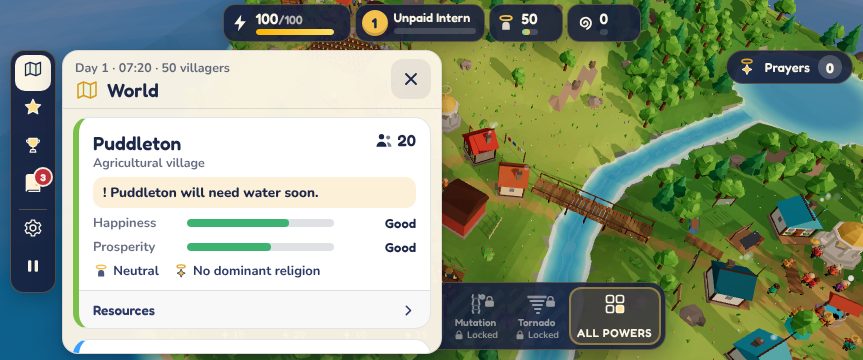 100/100
1
Unpaid Intern
50
0
Day 1 · 07:20 · 50 villagers
World
Prayers 0
3
Puddleton
20
Agricultural village
! Puddleton will need water soon.
Happiness Good
Prosperity Good
Neutral No dominant religion
Resources
Mutation
Locked
Tornado
Locked
ALL POWERS